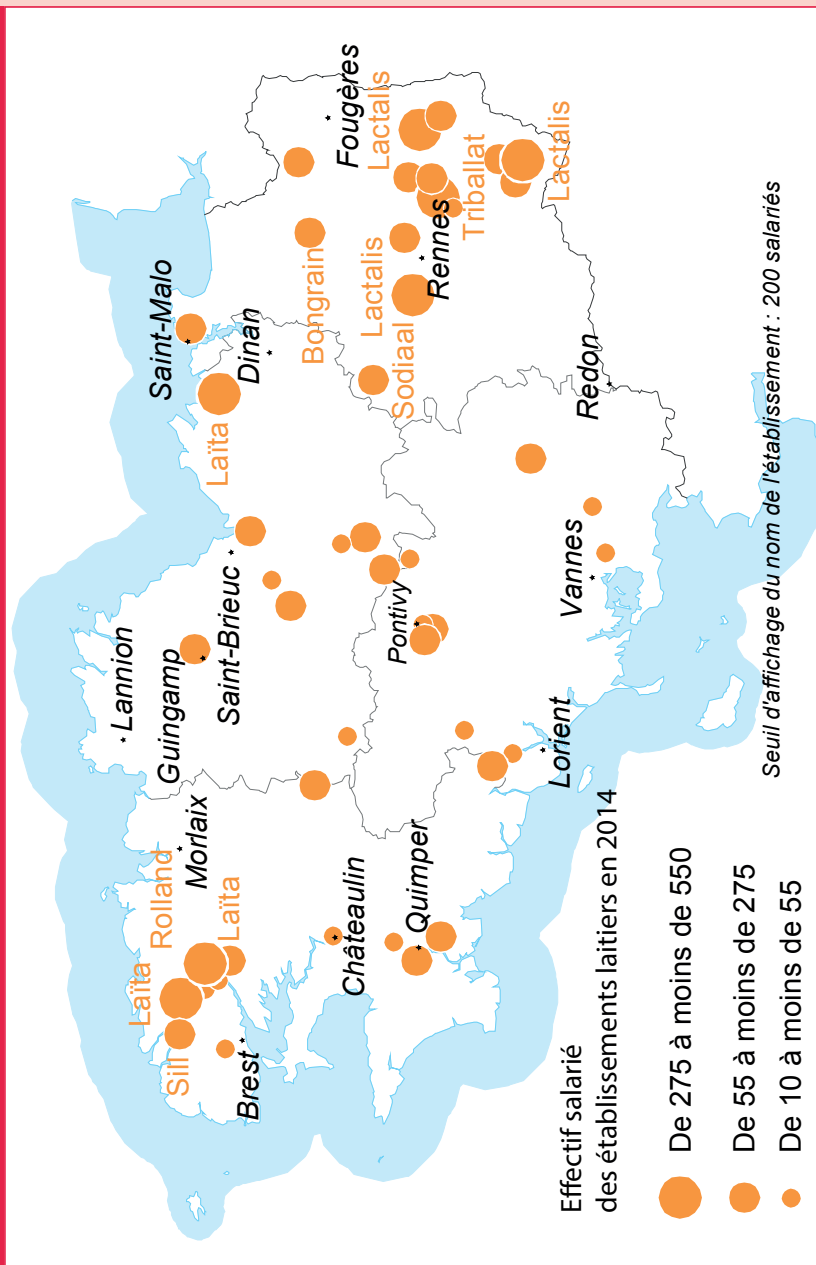 Lannion
Saint-Malo
Guingamp
Morlaix
Laïta
Rolland
Sill
Laïta
Brest
Saint-Brieuc
Laïta
Dinan
Bongrain
Fougères
Lactalis
Châteaulin
Lactalis
Sodiaal
Rennes
Triballat
Quimper
Pontivy
Lactalis
Lorient
Vannes
Redon
Effectif salarié
des établissements laitiers en 2014
De 275 à moins de 550
De 55 à moins de 275
De 10 à moins de 55
Seuil d'affichage du nom de l'établissement : 200 salariés